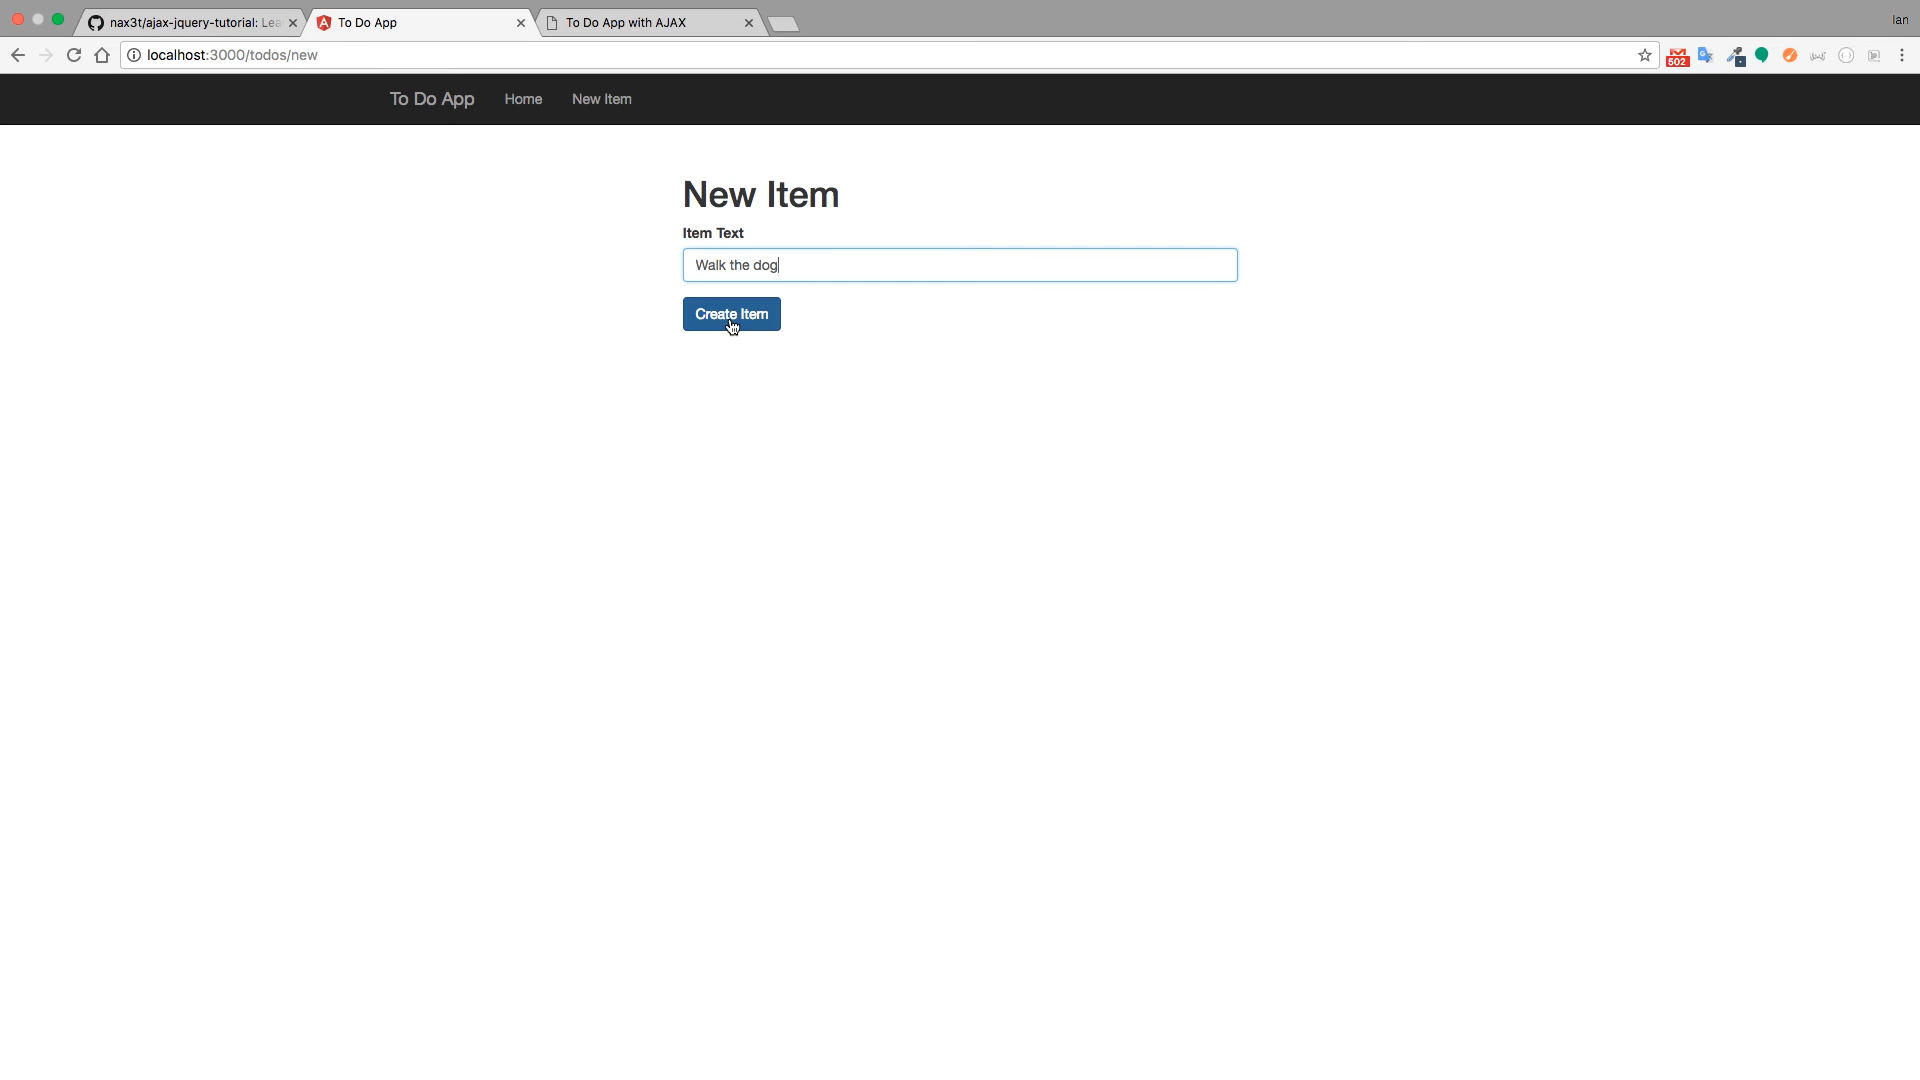 nax3t/ajax-jquery-tutorial: Lea
To Do App
To Do App with AJAX
Ian
localhost:3000/todos/new
502
To Do App
Home
New Item
New Item
Item Text
Walk the dog
Create Item